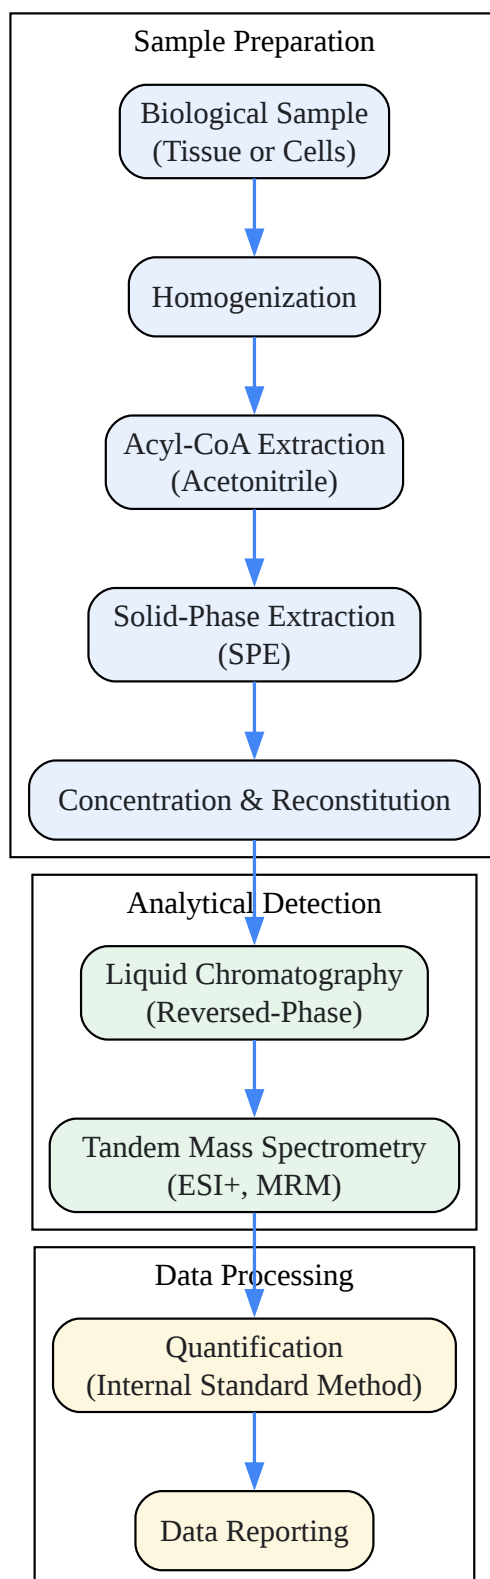 Sample Preparation
Biological Sample
(Tissue or Cells)
Homogenization
Acyl-CoA Extraction
(Acetonitrile)
Solid-Phase Extraction
(SPE)
Concentration & Reconstitution
Analytical Detection
Liquid Chromatography
(Reversed-Phase)
Tandem Mass Spectrometry
(ESI+, MRM)
Data Processing
Quantification
(Internal Standard Method)
Data Reporting